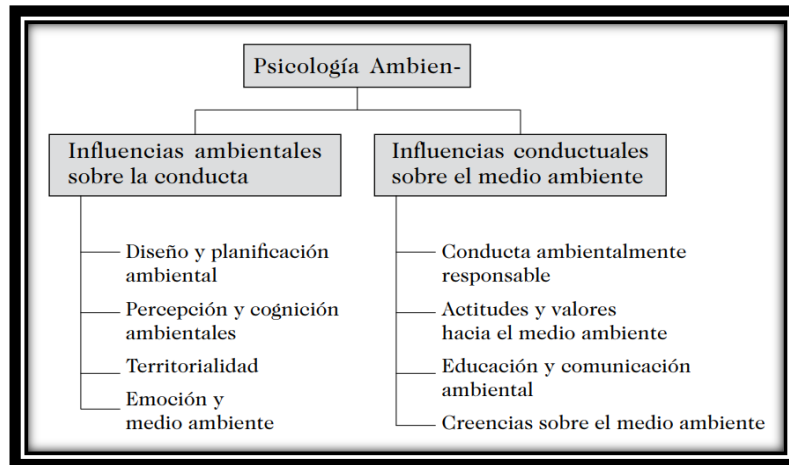 Psicología Ambien-
Influencias ambientales
sobre la conducta
Diseño y planificación
ambiental
Percepción y cognición
ambientales
Territorialidad
Emoción y
medio ambiente
Influencias conductuales
sobre el medio ambiente
Conducta ambientalmente
responsable
Actitudes y valores
hacia el medio ambiente
Educación y comunicación
ambiental
Creencias sobre el medio ambiente